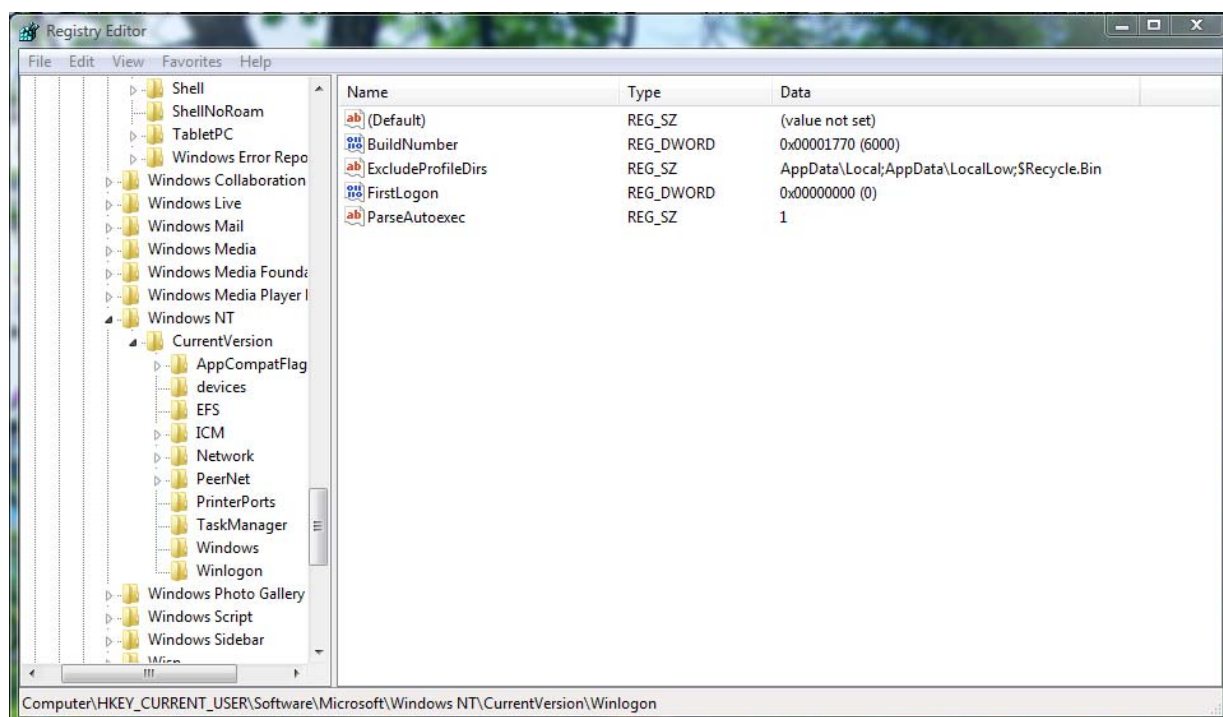 Registry Editor
File Edit View Favorites Help
Shell
ShellNoRoam
TabletPC
Windows Error Repo
Windows Collaboration
Windows Live
Windows Mail
Windows Media
Windows Media Founda
Windows Media Player
Windows NT
CurrentVersion
AppCompatFlag
devices
EFS
ICM
Network
PeerNet
PrinterPorts
TaskManager
Windows
Winlogon
Windows Photo Gallery
Windows Script
Windows Sidebar
Wisp
Name Type Data
(Default) REG_SZ (value not set)
BuildNumber REG_DWORD 0x00001770 (6000)
ExcludeProfileDirs REG_SZ AppData\Local;AppData\LocalLow;$Recycle.Bin
FirstLogon REG_DWORD 0x00000000 (0)
ParseAutoexec REG_SZ 1
Computer\HKEY_CURRENT_USER\Software\Microsoft\Windows NT\CurrentVersion\Winlogon